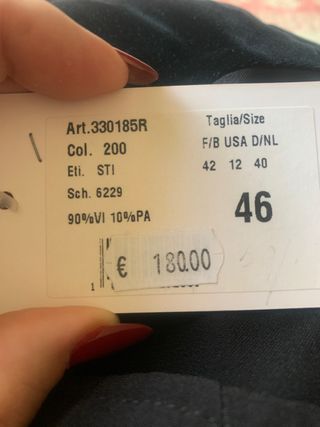 Art.330185R
Col. 200
Eti. STI
Sch. 6229
90%VI 10%PA
Taglia/Size
F/B USA D/NL
42 12 40
46
€ 180.00
1